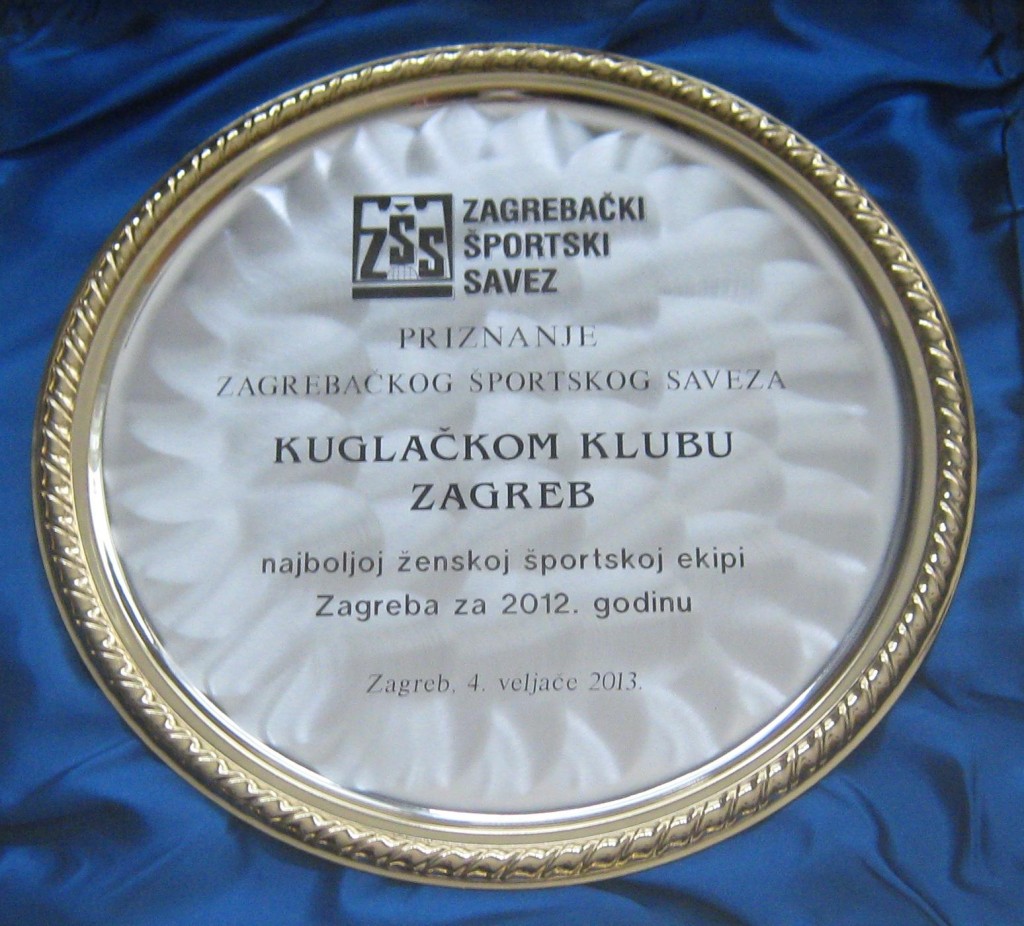 ZŠS
ZAGREBAČKI
ŠPORTSKI
SAVEZ
PRIZNANJE
ZAGREBAČKOG ŠPORTSKOG SAVEZA
KUGLAČKOM KLUBU
ZAGREB
najboljoj ženskoj športskoj ekipi
Zagreba za 2012. godinu
Zagreb, 4. veljače 2013.